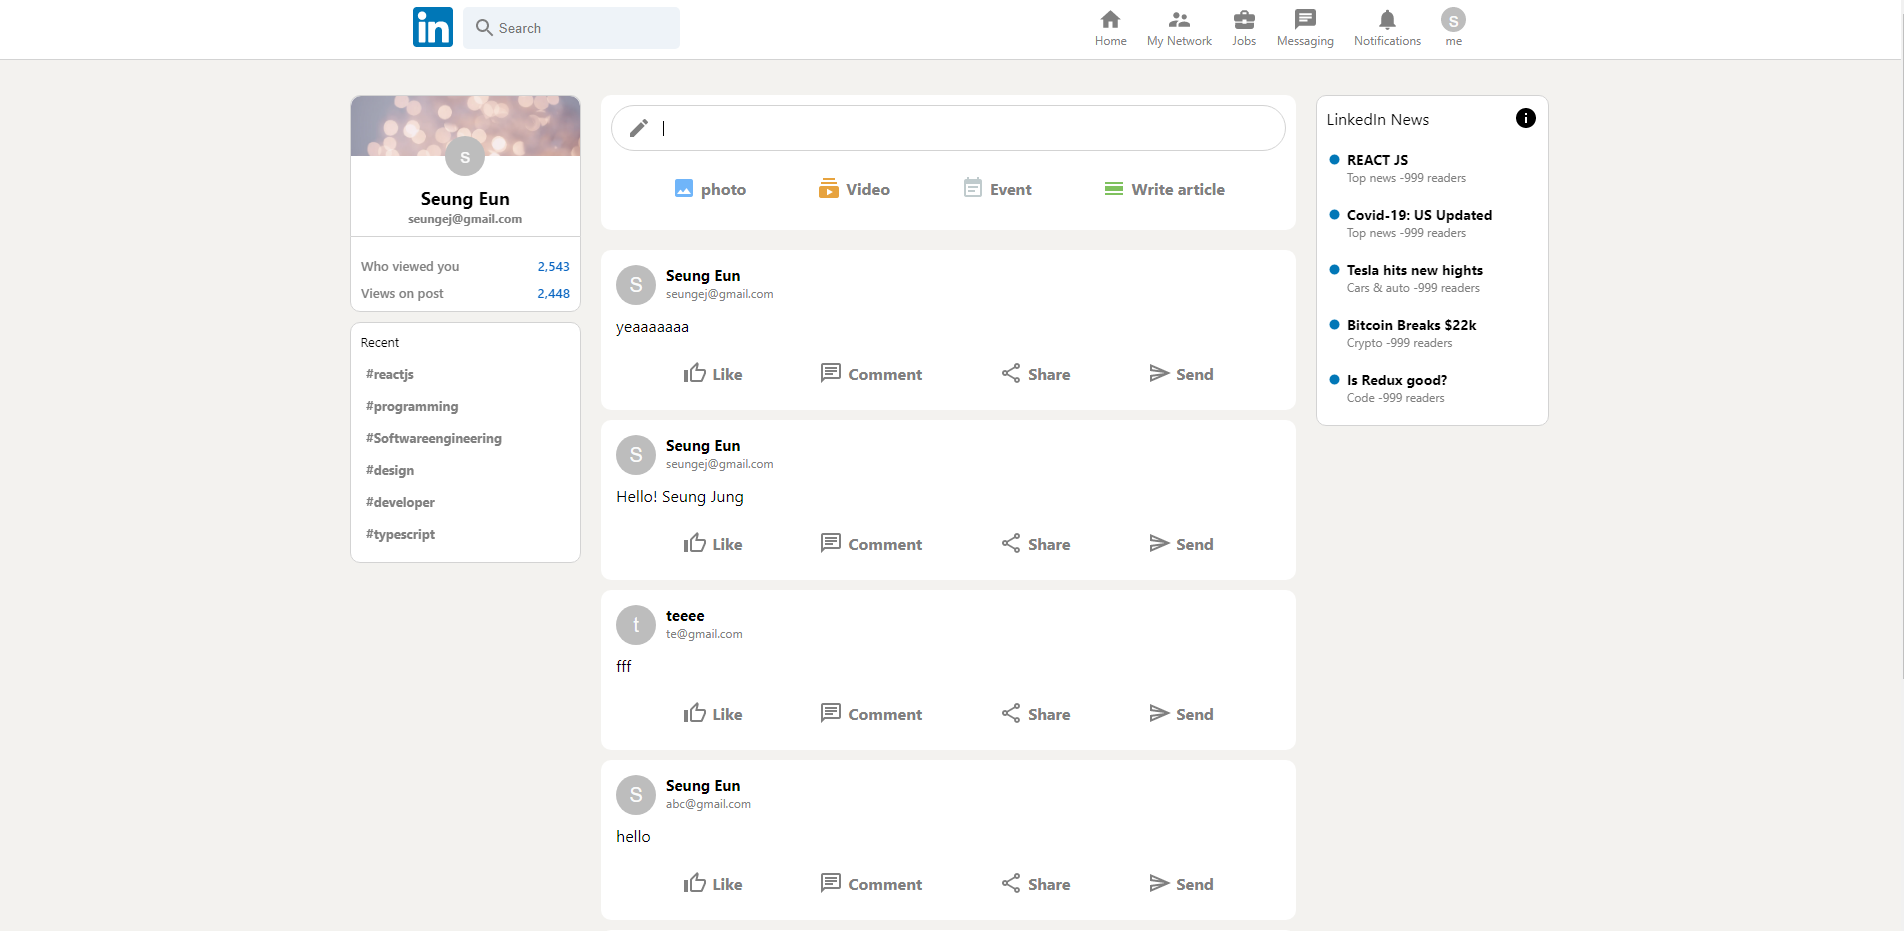 in
Search
Home
My Network
Jobs
Messaging
Notifications
S
me
S
Seung Eun
seungej@gmail.com
Who viewed you 2,543
Views on post 2,448
Recent
#reactjs
#programming
#Softwareengineering
#design
#developer
#typescript
photo
Video
Event
Write article
S
Seung Eun
seungej@gmail.com
yeaaaaaaa
Like
Comment
Share
Send
S
Seung Eun
seungej@gmail.com
Hello! Seung Jung
Like
Comment
Share
Send
t
teeee
te@gmail.com
fff
Like
Comment
Share
Send
S
Seung Eun
abc@gmail.com
hello
Like
Comment
Share
Send
LinkedIn News
REACT JS
Top news -999 readers
Covid-19: US Updated
Top news -999 readers
Tesla hits new hights
Cars & auto -999 readers
Bitcoin Breaks $22k
Crypto -999 readers
Is Redux good?
Code -999 readers